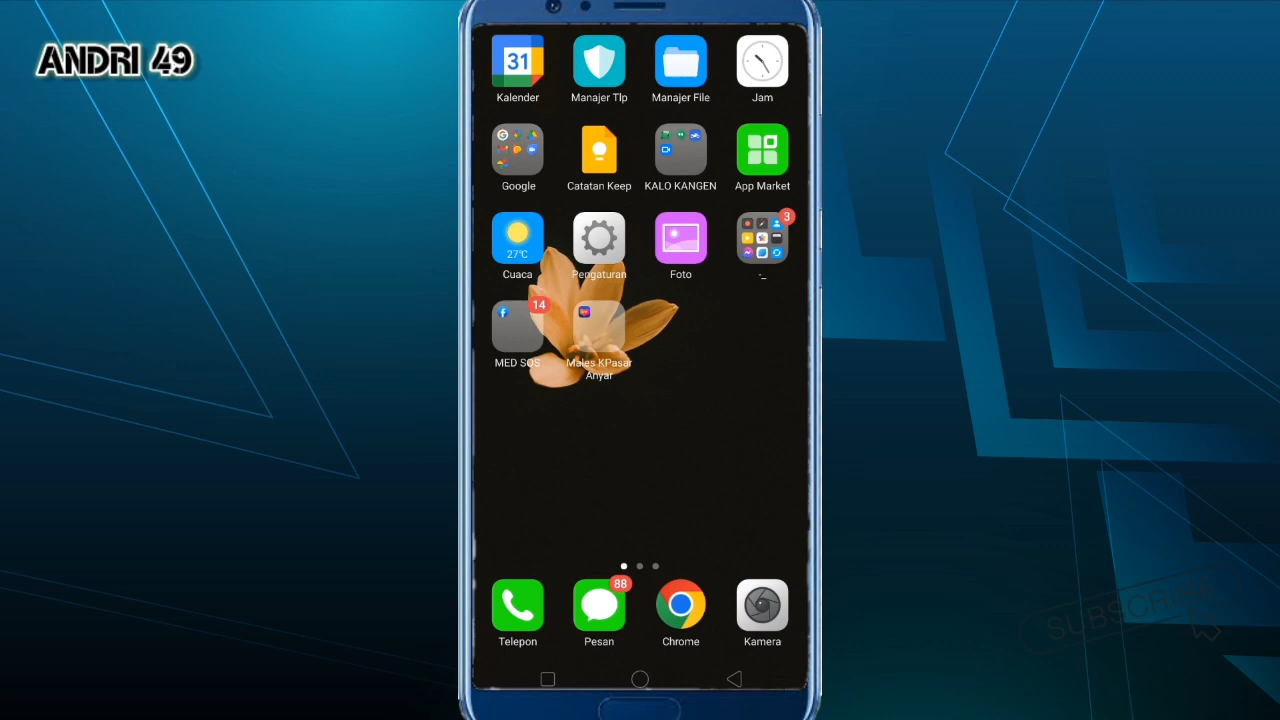 ANDRI 49
31
Kalender
Manajer Tlp
Manajer File
Jam
Google
Catatan Keep
KALO KANGEN
App Market
27°C
3
Cuaca
Pengaturan
Foto
-_
14
MED SOS
Males KPasar
Anyar
88
Telepon
Pesan
Chrome
Kamera
SUBSCRIBE